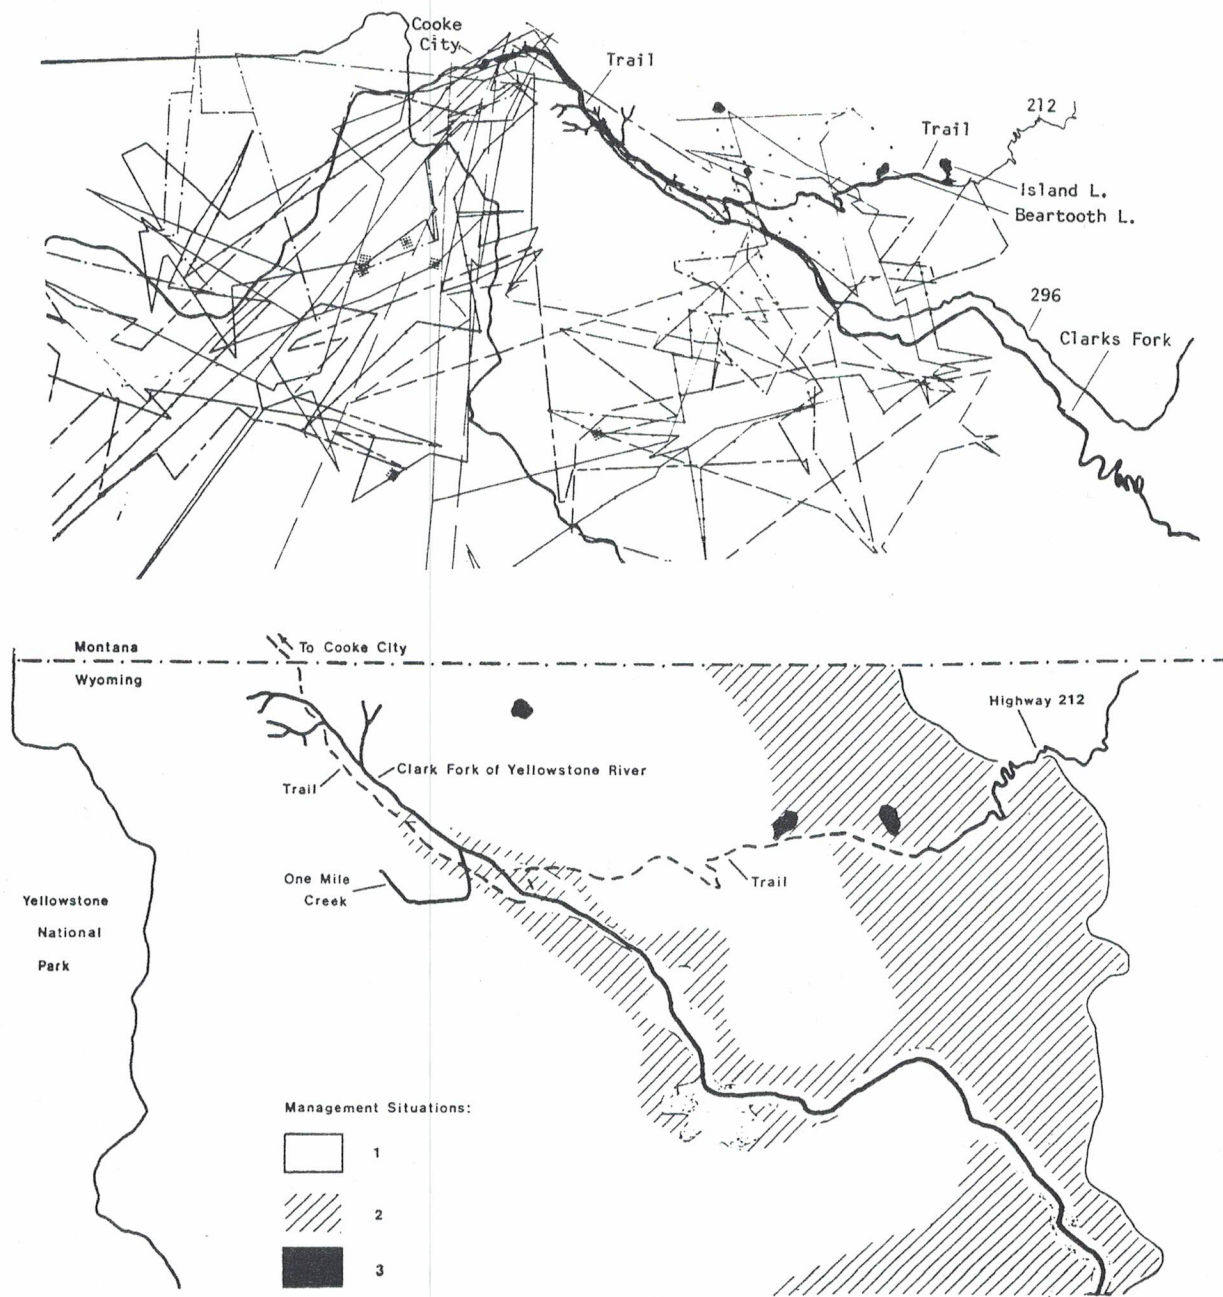 Cooke
City
Trail
212
Trail
Island L.
Beartooth L.
296
Clarks Fork
Montana
To Cooke City
Wyoming
Highway 212
Clark Fork of Yellowstone River
Trail
One Mile
Creek
Trail
Yellowstone
National
Park
Management Situations:
1
2
3